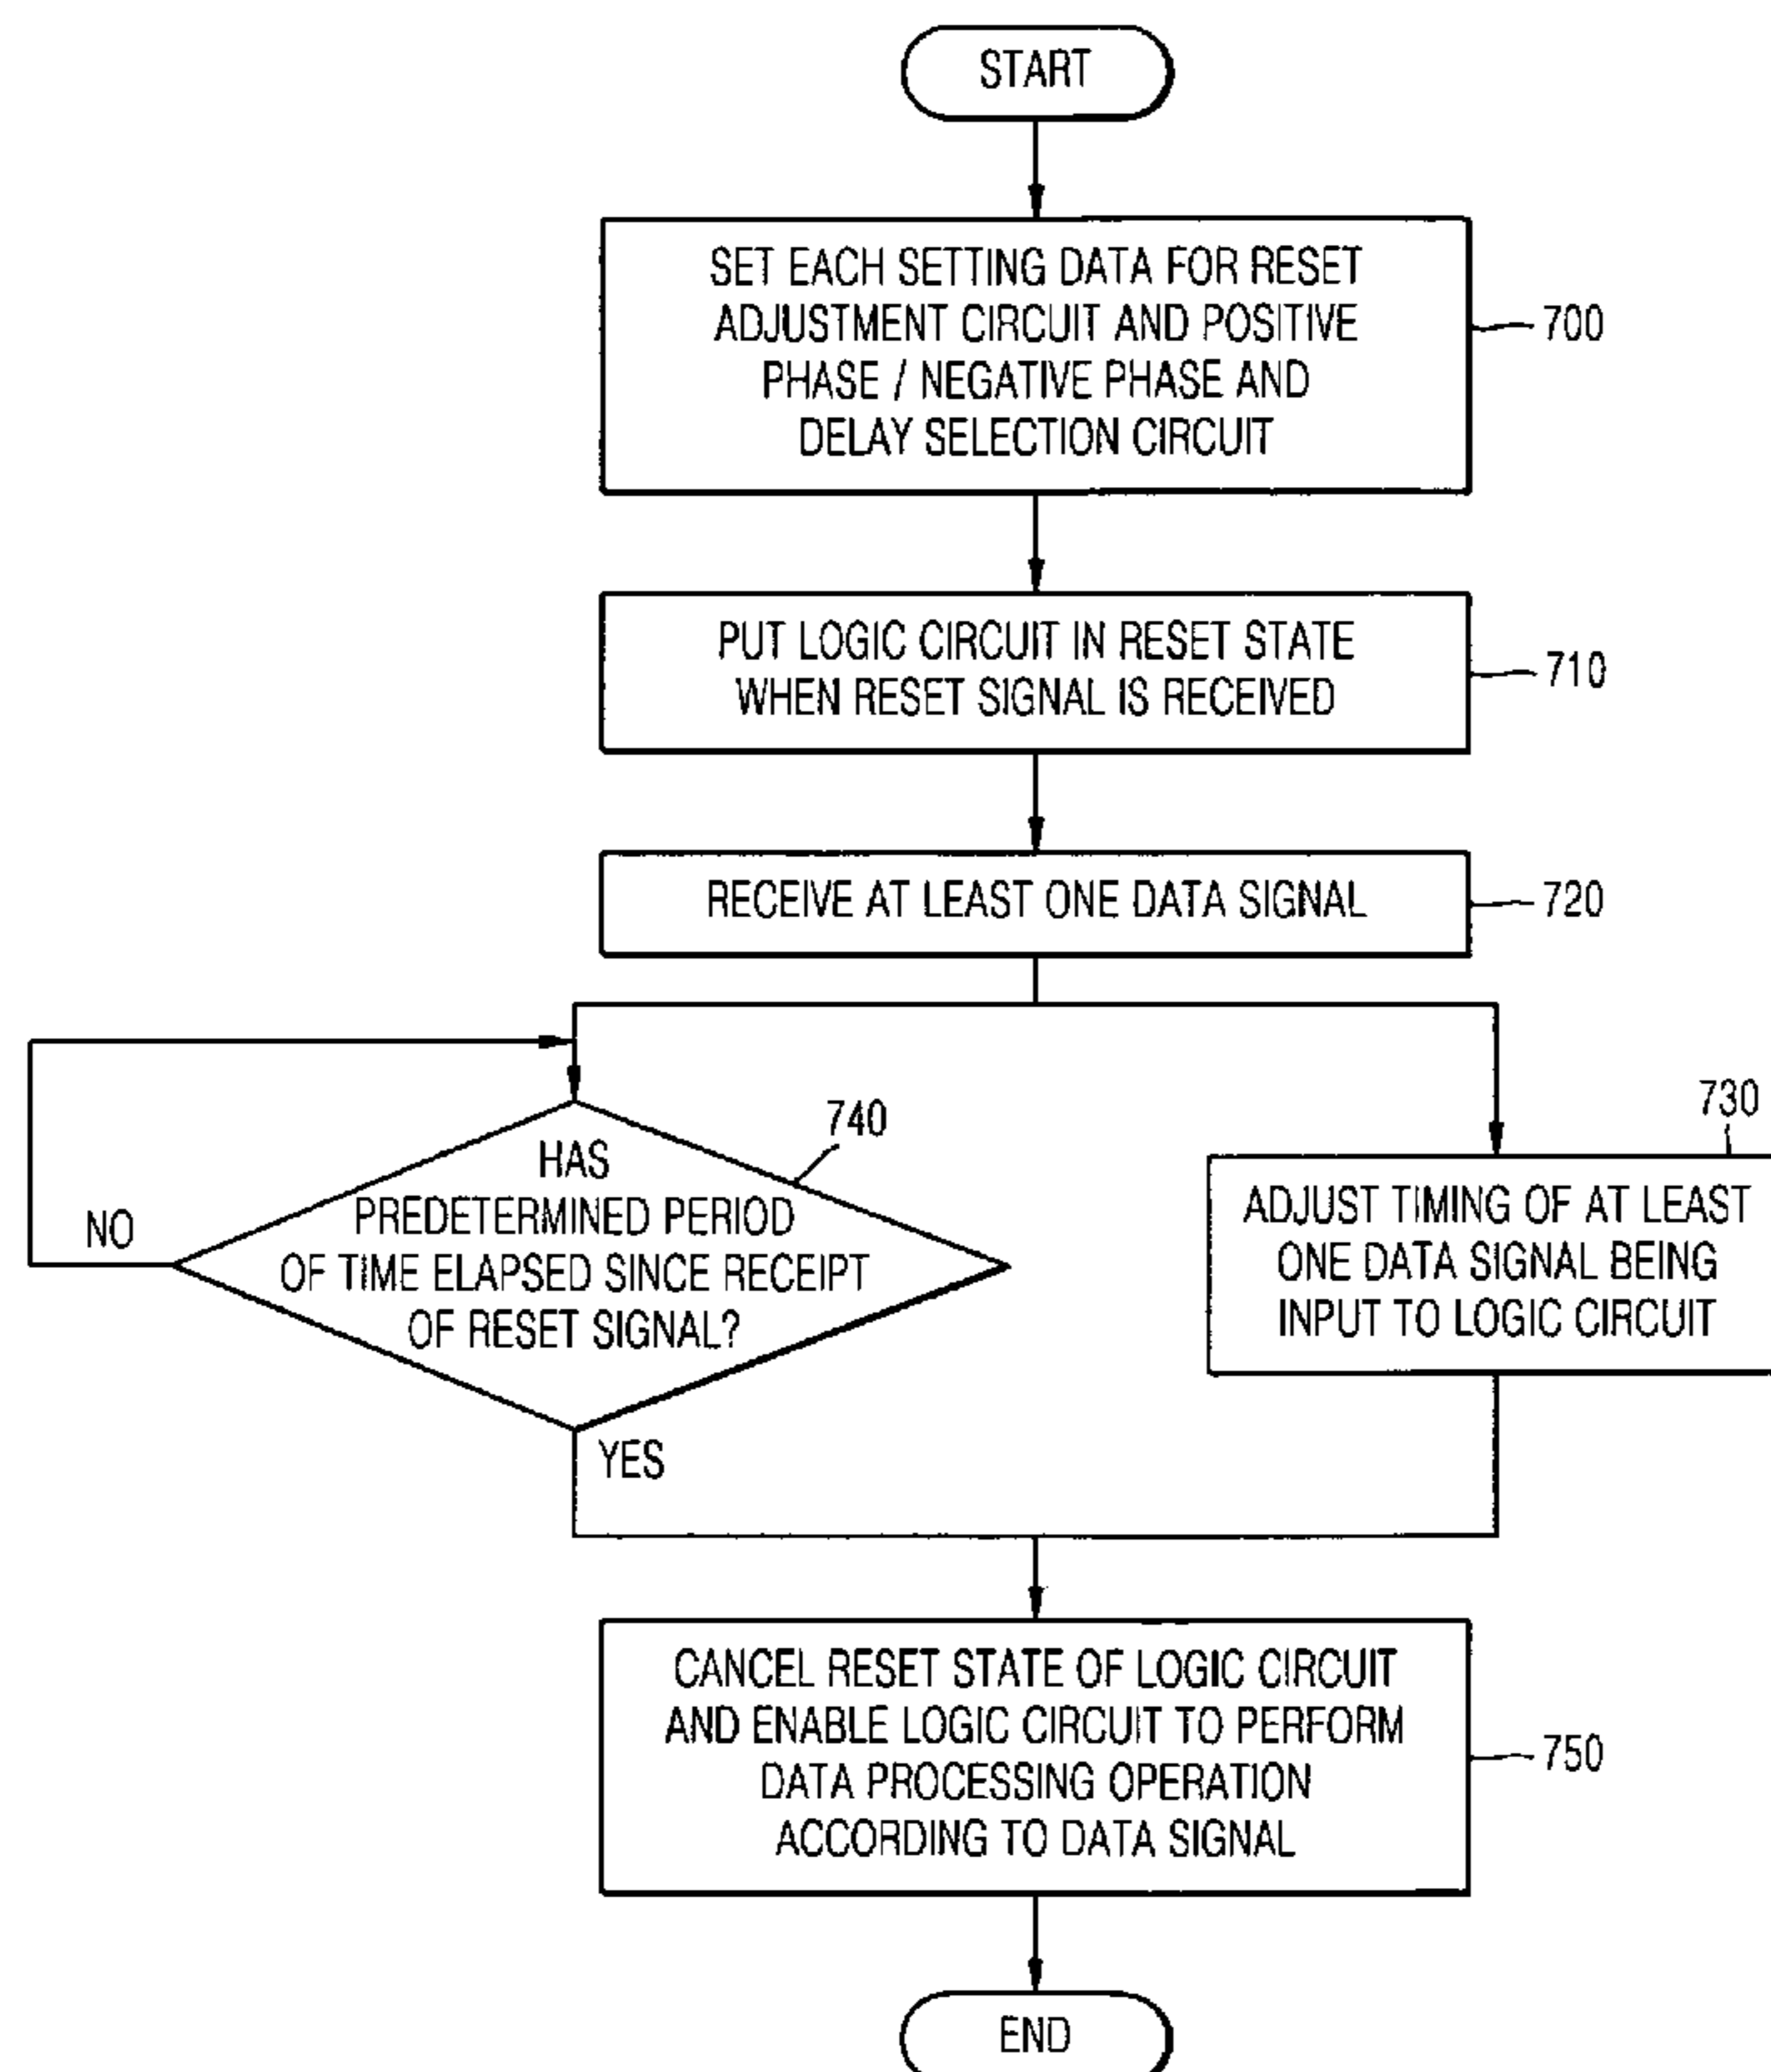 START
SET EACH SETTING DATA FOR RESET
ADJUSTMENT CIRCUIT AND POSITIVE
PHASE / NEGATIVE PHASE AND
DELAY SELECTION CIRCUIT
700
PUT LOGIC CIRCUIT IN RESET STATE
WHEN RESET SIGNAL IS RECEIVED
710
RECEIVE AT LEAST ONE DATA SIGNAL
720
740
HAS
PREDETERMINED PERIOD
OF TIME ELAPSED SINCE RECEIPT
OF RESET SIGNAL?
NO
YES
730
ADJUST TIMING OF AT LEAST
ONE DATA SIGNAL BEING
INPUT TO LOGIC CIRCUIT
CANCEL RESET STATE OF LOGIC CIRCUIT
AND ENABLE LOGIC CIRCUIT TO PERFORM
DATA PROCESSING OPERATION
ACCORDING TO DATA SIGNAL
750
END